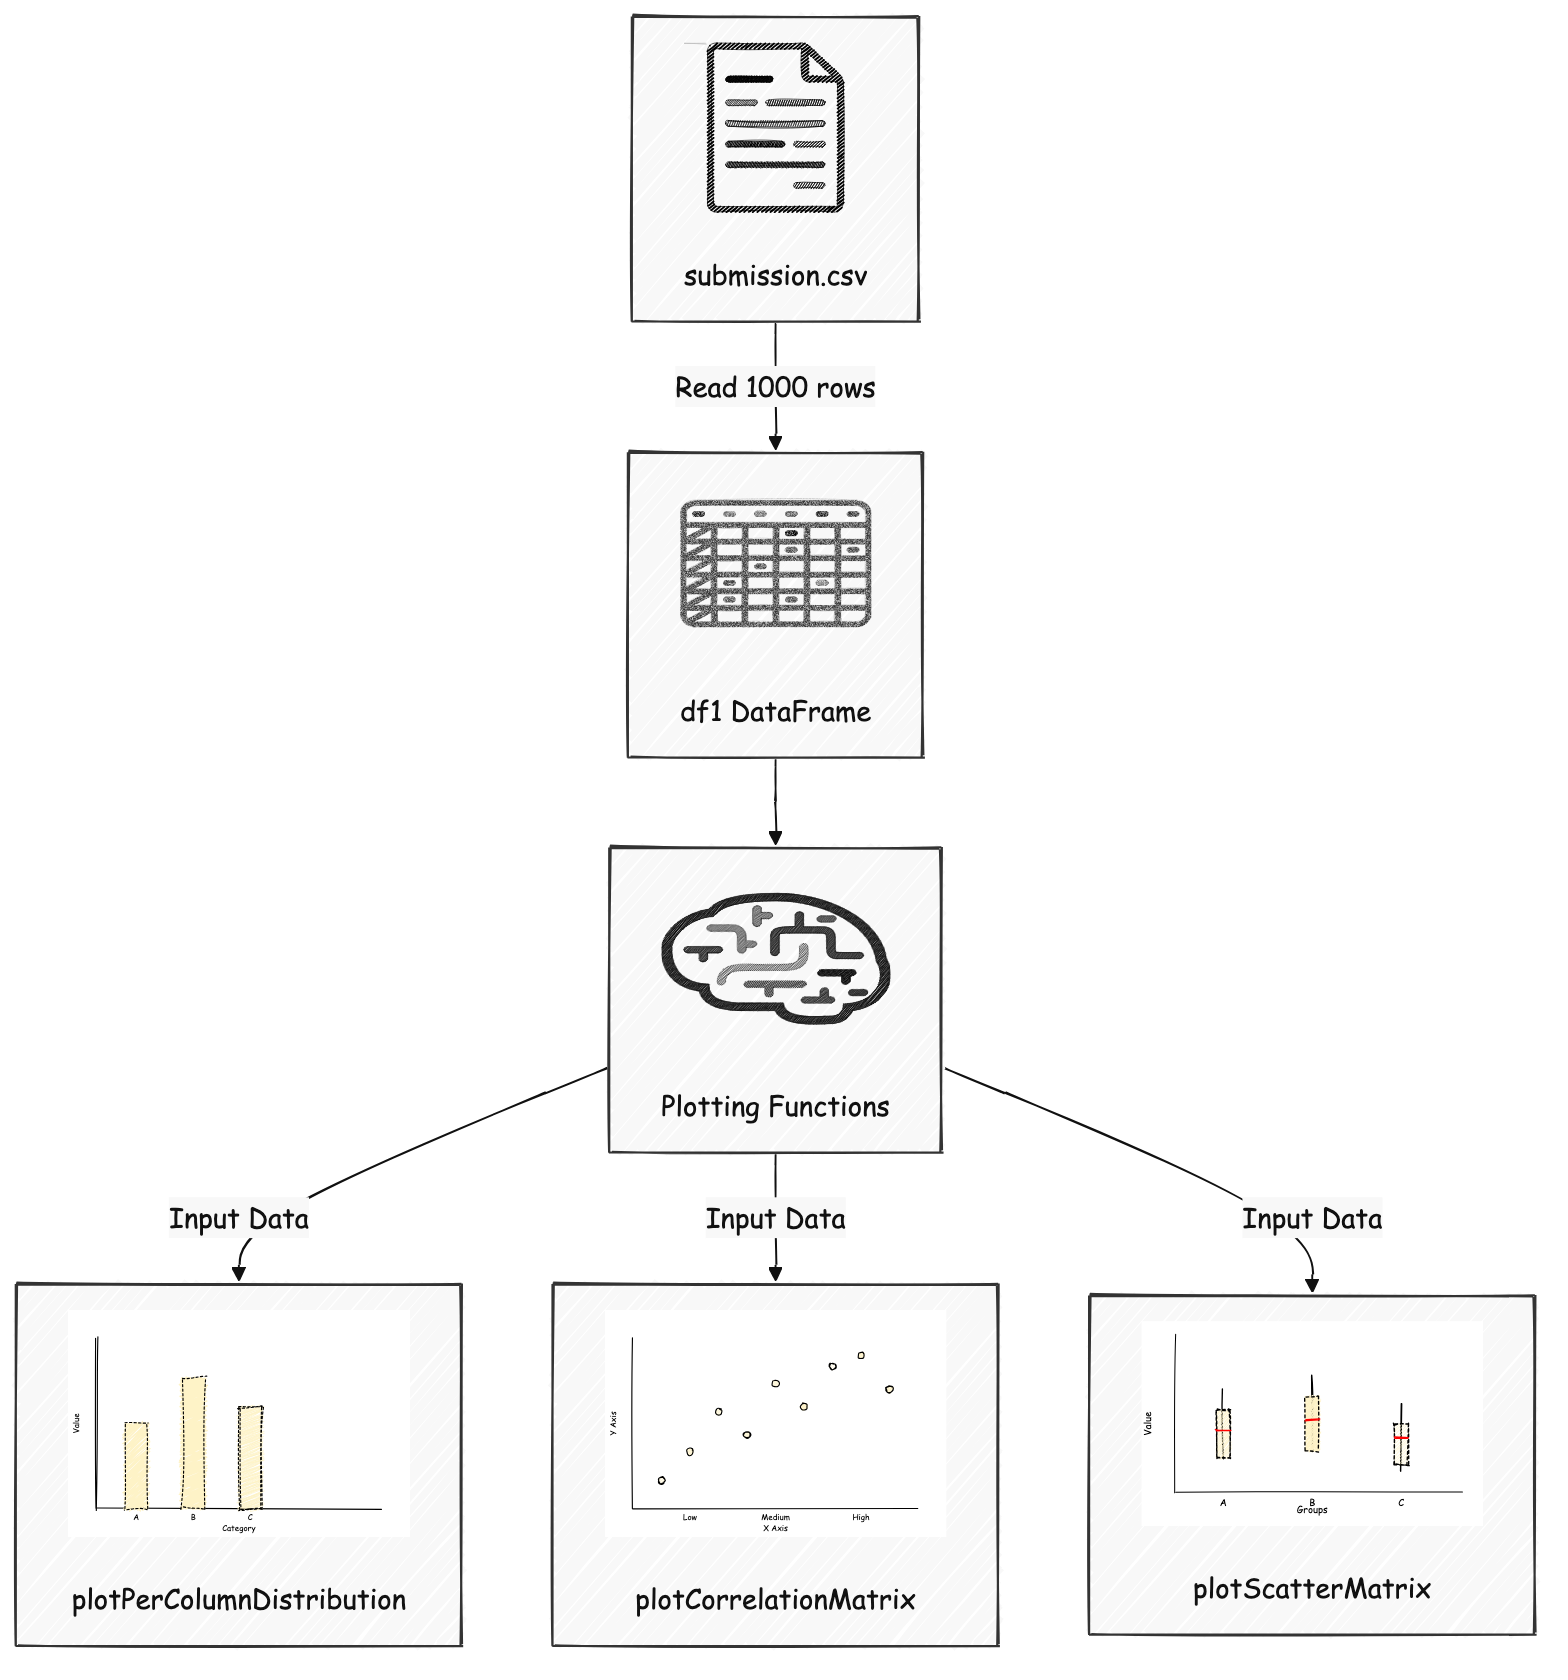 submission.csv
Read 1000 rows
df1 DataFrame
Plotting Functions
Input Data
Input Data
Input Data
Value
A
B
C
Category
plotPerColumnDistribution
Y Axis
Low
Medium
High
X Axis
plotCorrelationMatrix
Value
A
B
C
Groups
plotScatterMatrix